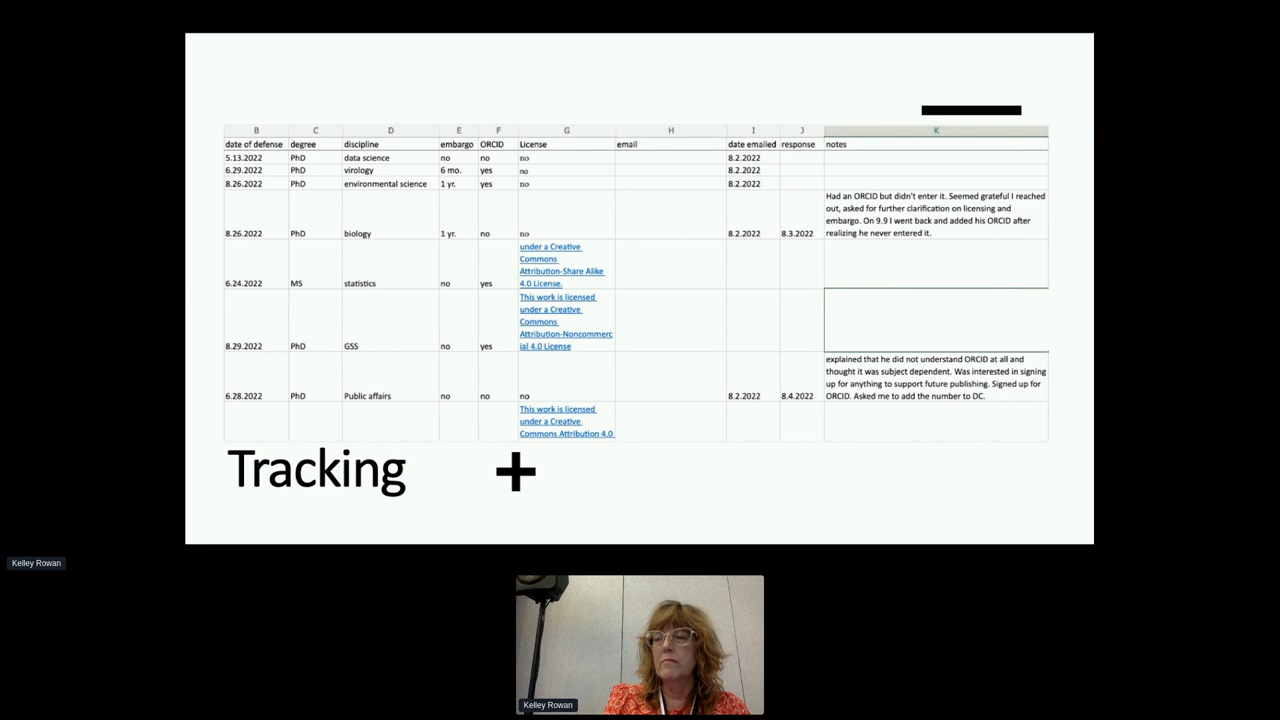 B C D E F G H I J K
date of defense degree discipline embargo ORCID License email date emailed response notes
5.13.2022 PhD data science no no no 8.2.2022
6.29.2022 PhD virology 6 mo. yes no 8.2.2022
8.26.2022 PhD environmental science 1 yr. yes no 8.2.2022
Had an ORCID but didn't enter it. Seemed grateful I reached
out, asked for further clarification on licensing and
embargo. On 9.9 I went back and added his ORCID after
8.26.2022 PhD biology 1 yr. no no 8.2.2022 8.3.2022 realizing he never entered it.
under a Creative
Commons
Attribution-Share Alike
6.24.2022 MS statistics no yes 4.0 License.
This work is licensed
under a Creative
Commons
Attribution-Noncommerc
8.29.2022 PhD GSS no yes ial 4.0 License
explained that he did not understand ORCID at all and
thought it was subject dependent. Was interested in signing
up for anything to support future publishing. Signed up for
6.28.2022 PhD Public affairs no no no 8.2.2022 8.4.2022 ORCID. Asked me to add the number to DC.
This work is licensed
under a Creative
Commons Attribution 4.0
Tracking +
Kelley Rowan
Kelley Rowan